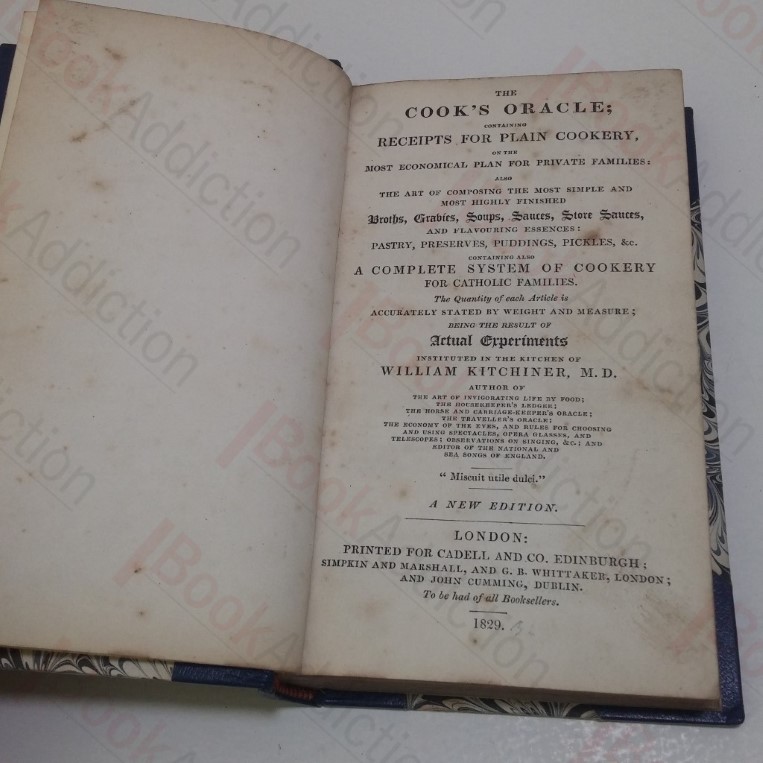 THE
COOK'S ORACLE;
CONTAINING
RECEIPTS FOR PLAIN COOKERY,
ON THE
MOST ECONOMICAL PLAN FOR PRIVATE FAMILIES:
ALSO
THE ART OF COMPOSING THE MOST SIMPLE AND
MOST HIGHLY FINISHED
Broths, Gravies, Soups, Sauces, Store Sauces,
AND FLAVOURING ESSENCES:
PASTRY, PRESERVES, PUDDINGS, PICKLES, &c.
CONTAINING ALSO
A COMPLETE SYSTEM OF COOKERY
FOR CATHOLIC FAMILIES.
The Quantity of each Article is
ACCURATELY STATED BY WEIGHT AND MEASURE;
BEING THE RESULT OF
Actual Experiments
INSTITUTED IN THE KITCHEN OF
WILLIAM KITCHINER, M.D.
AUTHOR OF
THE ART OF INVIGORATING LIFE BY FOOD;
THE HOUSEKEEPER'S LEDGER;
THE HORSE AND CARRIAGE-KEEPER'S ORACLE;
THE TRAVELLER'S ORACLE;
THE ECONOMY OF THE EYES, AND RULES FOR CHOOSING
AND USING SPECTACLES, OPERA GLASSES, AND
TELESCOPES; OBSERVATIONS ON SINGING, &c.; AND
EDITOR OF THE NATIONAL AND
SEA SONGS OF ENGLAND.
"Miscuit utile dulci."
A NEW EDITION.
LONDON:
PRINTED FOR CADELL AND CO. EDINBURGH;
SIMPKIN AND MARSHALL, AND G. B. WHITTAKER, LONDON;
AND JOHN CUMMING, DUBLIN.
To be had of all Booksellers.
1829.
BookAddiction